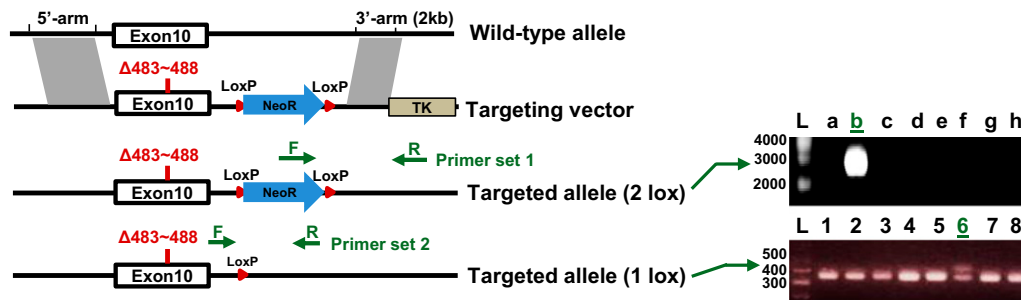 5'-arm
3'-arm (2kb)
Exon10
Wild-type allele
Δ483~488
LoxP
LoxP
Exon10
NeoR
TK
Targeting vector
F
R
Primer set 1
Δ483~488
LoxP
LoxP
Exon10
NeoR
Targeted allele (2 lox)
F
R
Primer set 2
Δ483~488
LoxP
Exon10
Targeted allele (1 lox)
L a b c d e f g h
4000
3000
2000
L 1 2 3 4 5 6 7 8
500
400
300